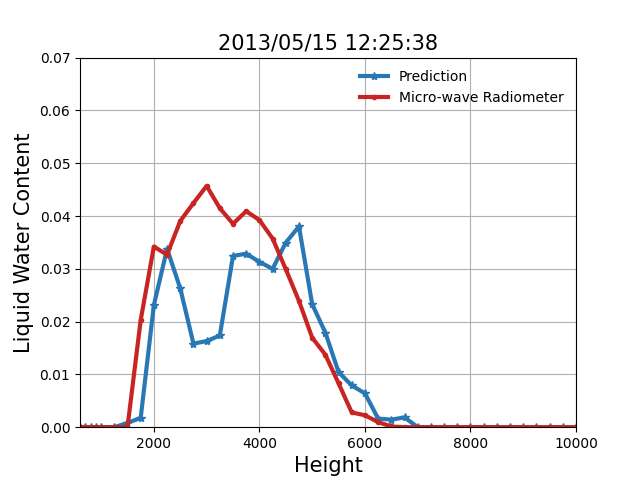 2013/05/15 12:25:38
0.07
0.06
0.05
0.04
0.03
0.02
0.01
0.00
Liquid Water Content
Prediction
Micro-wave Radiometer
2000 4000 6000 8000 10000
Height